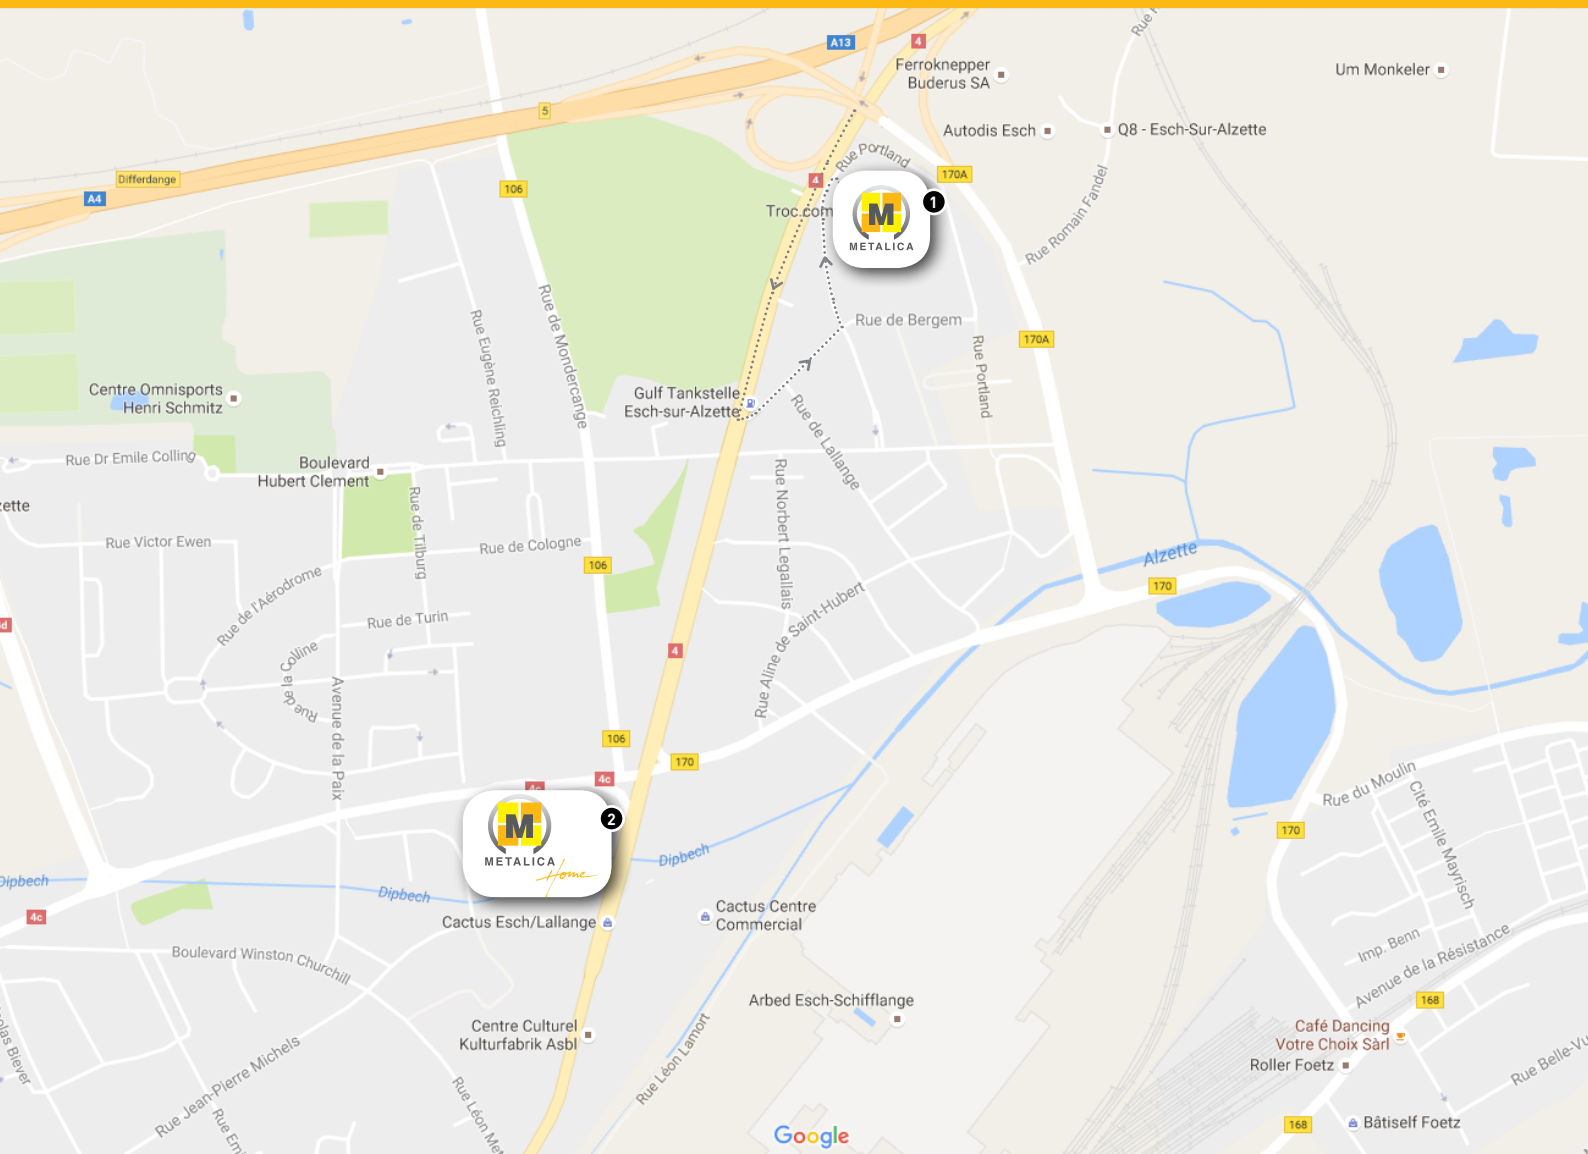 A13
4
Ferroknepper
Buderus SA
Um Monkeler
5
Autodis Esch
Q8 - Esch-Sur-Alzette
Rue Portland
Differdange
A4
106
4
170A
Troc.com
M
METALICA
1
Rue Romain Fandel
Rue de Mondercange
Rue Eugène Reichling
Rue de Bergem
Rue Portland
170A
Centre Omnisports
Henri Schmitz
Gulf Tankstelle
Esch-sur-Alzette
Rue de Lallange
Rue Dr Emile Colling
Boulevard
Hubert Clement
Rue de Tilburg
Rue Norbert Legallais
Rue Victor Ewen
Rue de Cologne
106
Alzette
170
Rue de l'Aérodrome
Rue de Turin
Rue Aline de Saint-Hubert
4
Rue de la Colline
Avenue de la Paix
106
170
4c
4c
M
METALICA
Home
2
Dipbech
Dipbech
Dipbech
4c
Cactus Esch/Lallange
Cactus Centre
Commercial
Rue du Moulin
Cité Emile Mayrisch
170
Boulevard Winston Churchill
Imp. Benn
Avenue de la Résistance
168
Arbed Esch-Schifflange
Centre Culturel
Kulturfabrik Asbl
Café Dancing
Votre Choix Sàrl
Roller Foetz
Rue Jean-Pierre Michels
Rue Léon Lamort
Rue Léon Met
Rue Em
Rue Belle-Vu
Google
168
Bâtiself Foetz